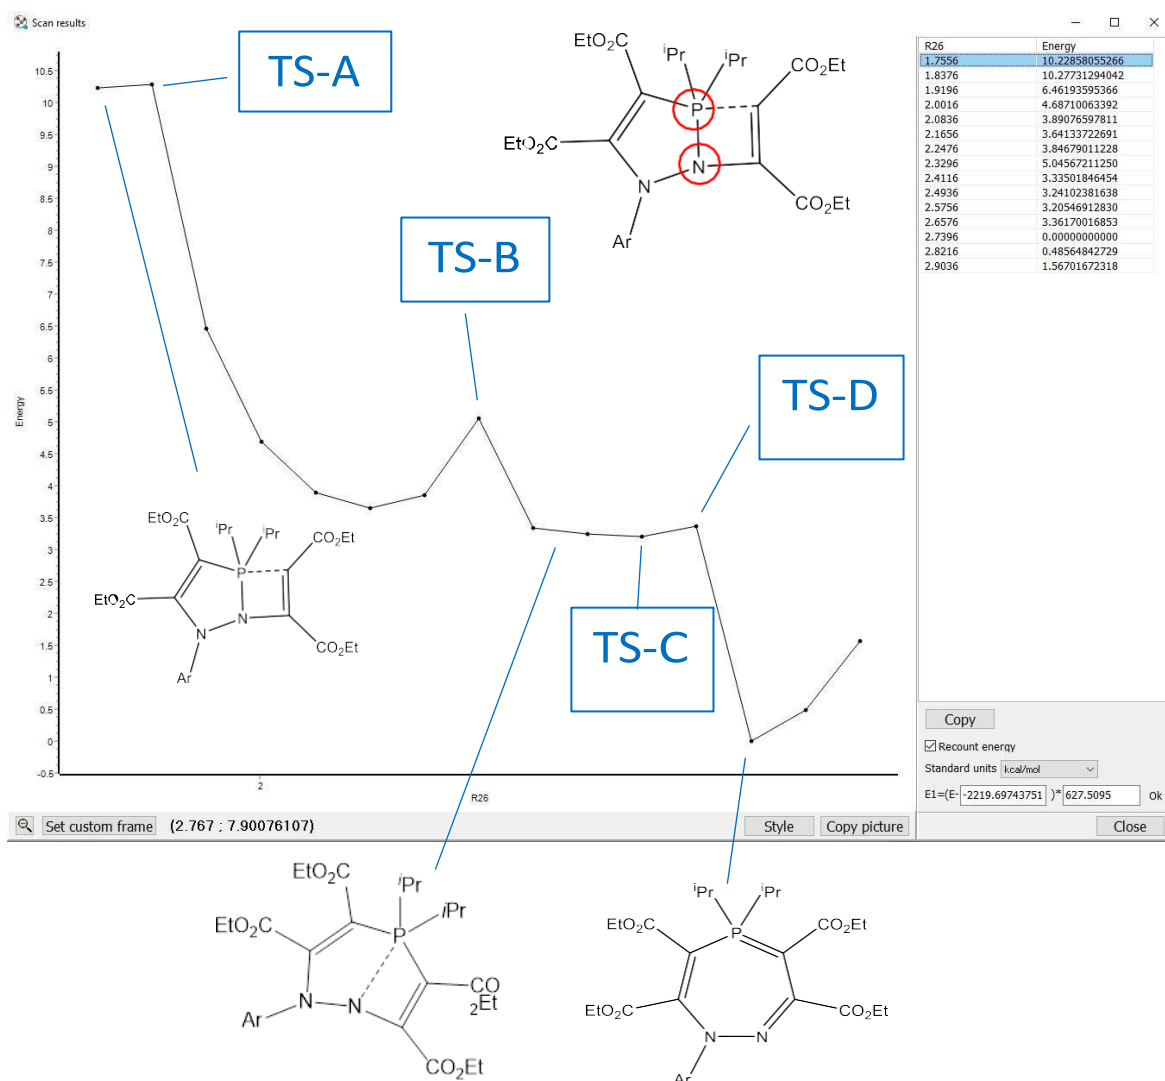 Scan results
TS-A
TS-B
TS-C
TS-D
Energy
10.5
10
9.5
9
8.5
8
7.5
7
6.5
6
5.5
5
4.5
4
3.5
3
2.5
2
1.5
1
0.5
0
-0.5
2
R26
EtO2C
iPr
iPr
CO2Et
P
EtO2C
N
N
CO2Et
Ar
EtO2C
iPr
iPr
CO2Et
P
EtO2C
N
N
CO2Et
Ar
R26 Energy
1.7556 10.22858055266
1.8376 10.27731294042
1.9196 6.46193595366
2.0016 4.68710063392
2.0836 3.89076597811
2.1656 3.64133722691
2.2476 3.84679011228
2.3296 5.04567211250
2.4116 3.33501846454
2.4936 3.24102381638
2.5756 3.20546912830
2.6576 3.36170016853
2.7396 0.00000000000
2.8216 0.48564842729
2.9036 1.56701672318
Copy
Recount energy
Standard units kcal/mol
E1=(E- -2219.69743751 )* 627.5095 Ok
Set custom frame (2.767 ; 7.90076107) Style Copy picture Close
EtO2C
iPr
EtO2C
iPr
P
N
N
CO
2Et
Ar
CO2Et
iPr
iPr
EtO2C
P
CO2Et
EtO2C
CO2Et
N
N
Ar